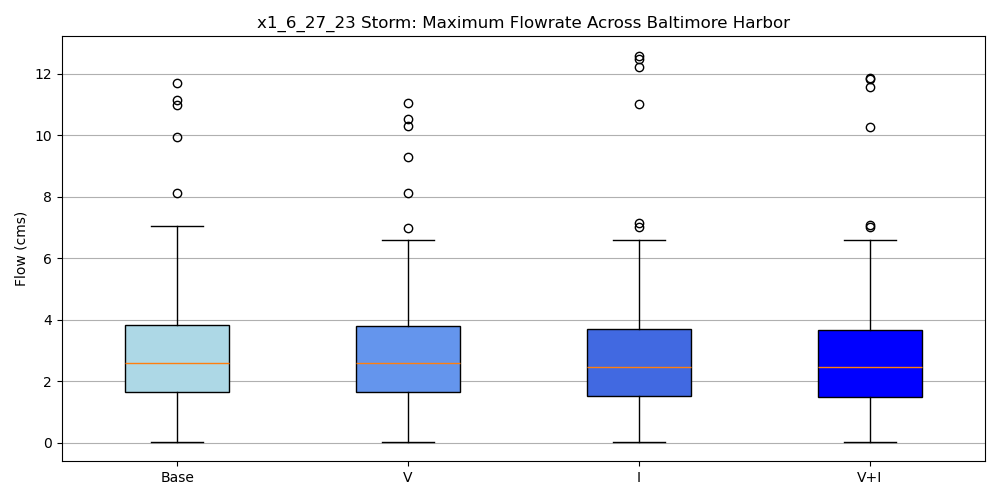 x1_6_27_23 Storm: Maximum Flowrate Across Baltimore Harbor
Flow (cms)
12
10
8
6
4
2
0
Base V I V+I